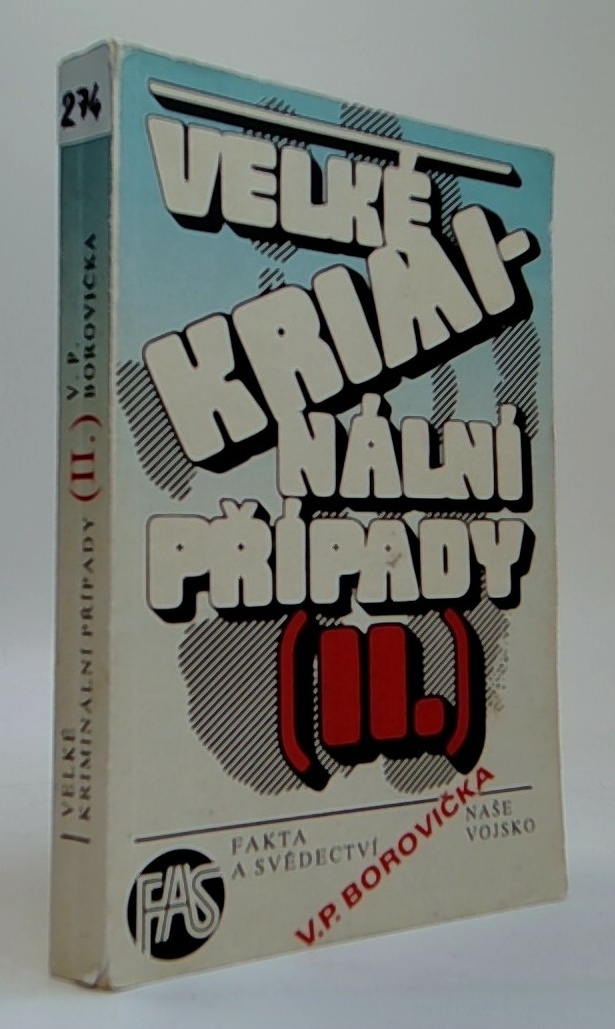 274
VELKÉ
KRIMINÁLNÍ PŘÍPADY (II.) V. P.
BOROVIČKA
VELKÉ
KRIMI-
NÁLNÍ
PŘÍPADY
(II.)
V.P. BOROVIČKA
FAKTA
A SVĚDECTVÍ
NAŠE
VOJSKO
FAS